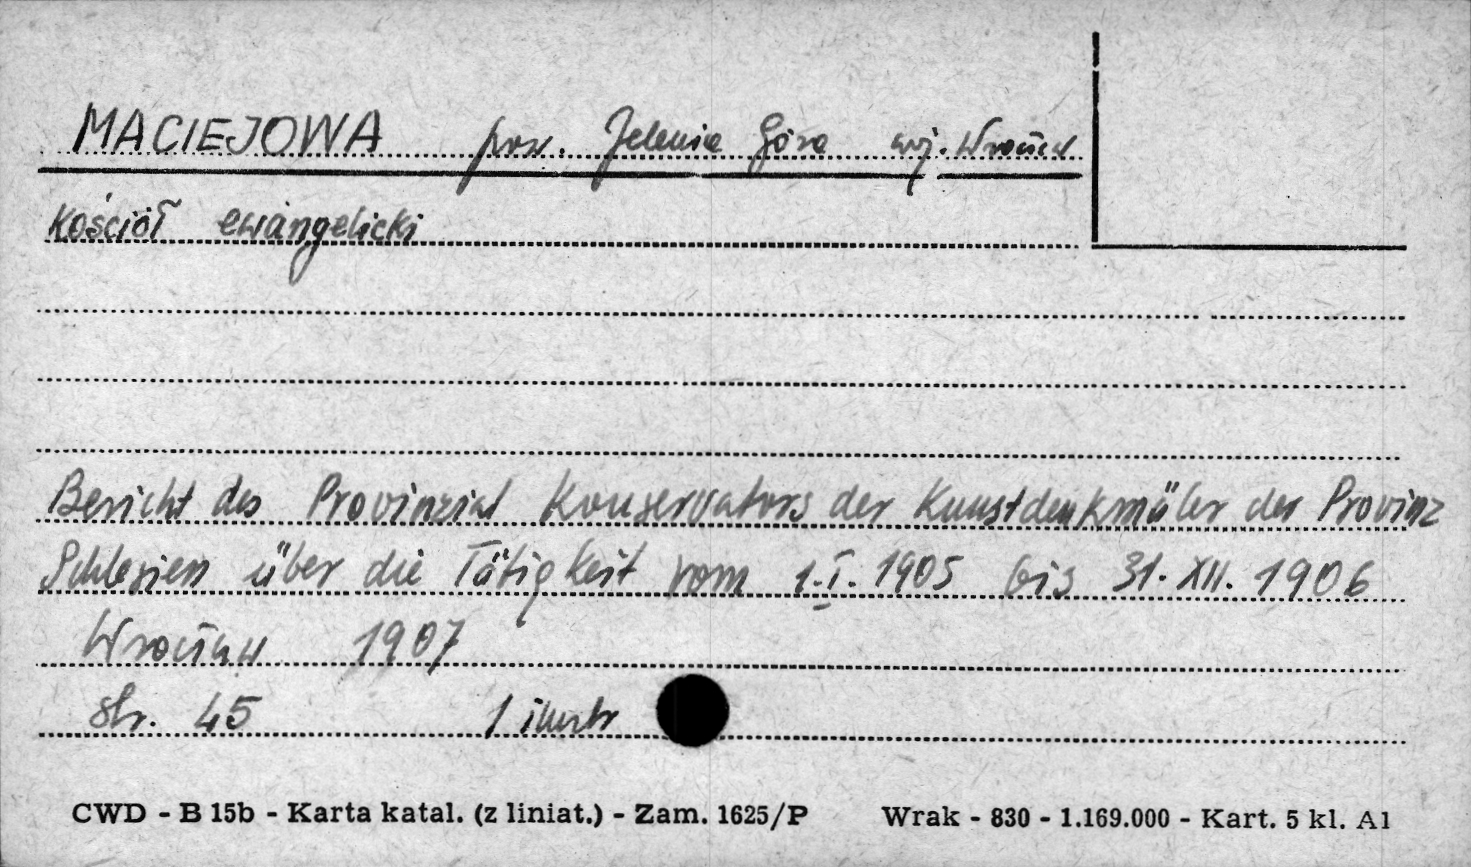 MACIEJOWA pow. Jelenia Góra woj. Wrocław
Kościół ewangelicki
Bericht des Provinzial Konservators der Kunstdenkmäler der Provinz
Schlesien über die Tätigkeit vom 1.I.1905 bis 31.XII.1906
Wrocław 1907
str. 45 1 ilustr
CWD - B 15b - Karta katal. (z liniat.) - Zam. 1625/P Wrak - 830 - 1.169.000 - Kart. 5 kl. A1